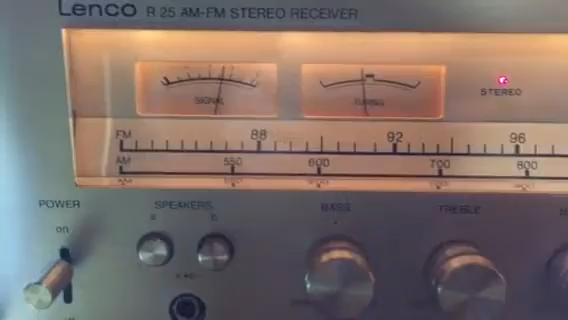 Lenco R 25 AM-FM STEREO RECEIVER
SIGNAL TUNING STEREO
FM 88 92 96
AM 550 600 700 800
POWER SPEAKERS BASS TREBLE
on